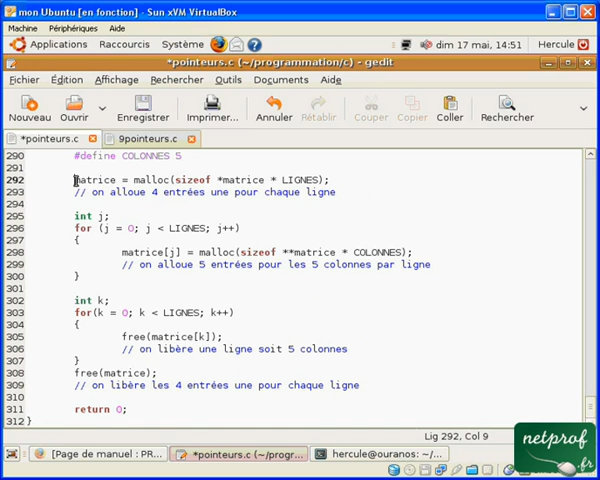 mon Ubuntu [en fonction] - Sun xVM VirtualBox
Machine Périphériques Aide
Applications Raccourcis Système dim 17 mai, 14:51 Hercule
*pointeurs.c (~/programmation/c) - gedit
Fichier Édition Affichage Rechercher Outils Documents Aide
Nouveau Ouvrir Enregistrer Imprimer... Annuler Rétablir Couper Copier Coller Rechercher
*pointeurs.c 9pointeurs.c
290 #define COLONNES 5
291
292 matrice = malloc(sizeof *matrice * LIGNES);
293 // on alloue 4 entrées une pour chaque ligne
294
295 int j;
296 for (j = 0; j < LIGNES; j++)
297 {
298 matrice[j] = malloc(sizeof **matrice * COLONNES);
299 // on alloue 5 entrées pour les 5 colonnes par ligne
300 }
301
302 int k;
303 for(k = 0; k < LIGNES; k++)
304 {
305 free(matrice[k]);
306 // on libère une ligne soit 5 colonnes
307 }
308 free(matrice);
309 // on libère les 4 entrées une pour chaque ligne
310
311 return 0;
312 }
Lig 292, Col 9
[Page de manuel : PR... *pointeurs.c (~/progr... hercule@ouranos: ~/...
netprof
.fr